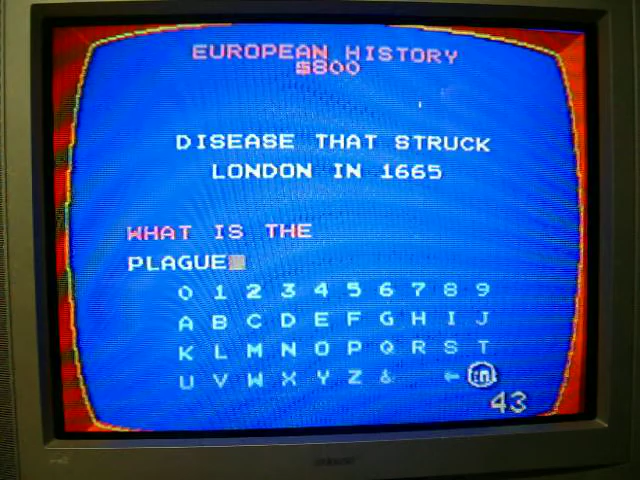 EUROPEAN HISTORY
$800
DISEASE THAT STRUCK
LONDON IN 1665
WHAT IS THE
PLAGUE
0 1 2 3 4 5 6 7 8 9
A B C D E F G H I J
K L M N O P Q R S T
U V W X Y Z & ←
43